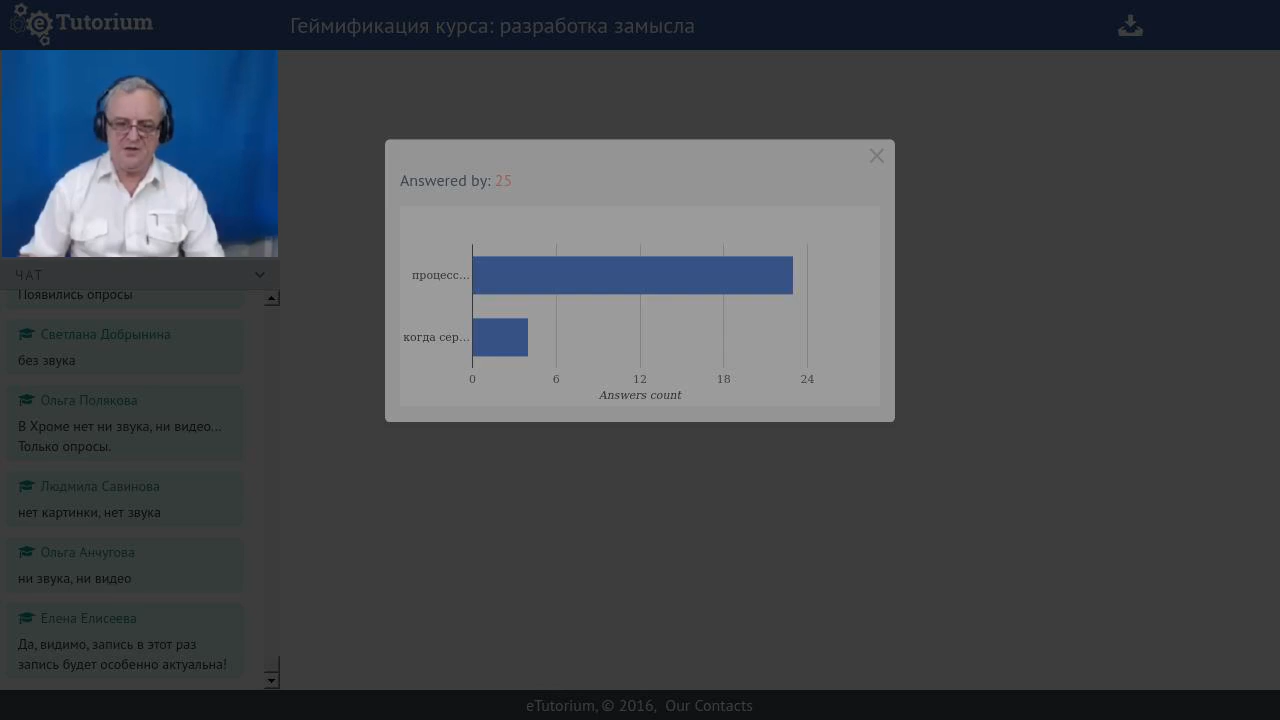 eTutorium
Геймификация курса: разработка замысла
ЧАТ
Появились опросы
Светлана Добрынина
без звука
Ольга Полякова
В Хроме нет ни звука, ни видео...
Только опросы.
Людмила Савинова
нет картинки, нет звука
Ольга Анчугова
ни звука, ни видео
Елена Елисеева
Да, видимо, запись в этот раз
запись будет особенно актуальна!
Answered by: 25
процесс...
когда сер...
0 6 12 18 24
Answers count
eTutorium, © 2016, Our Contacts